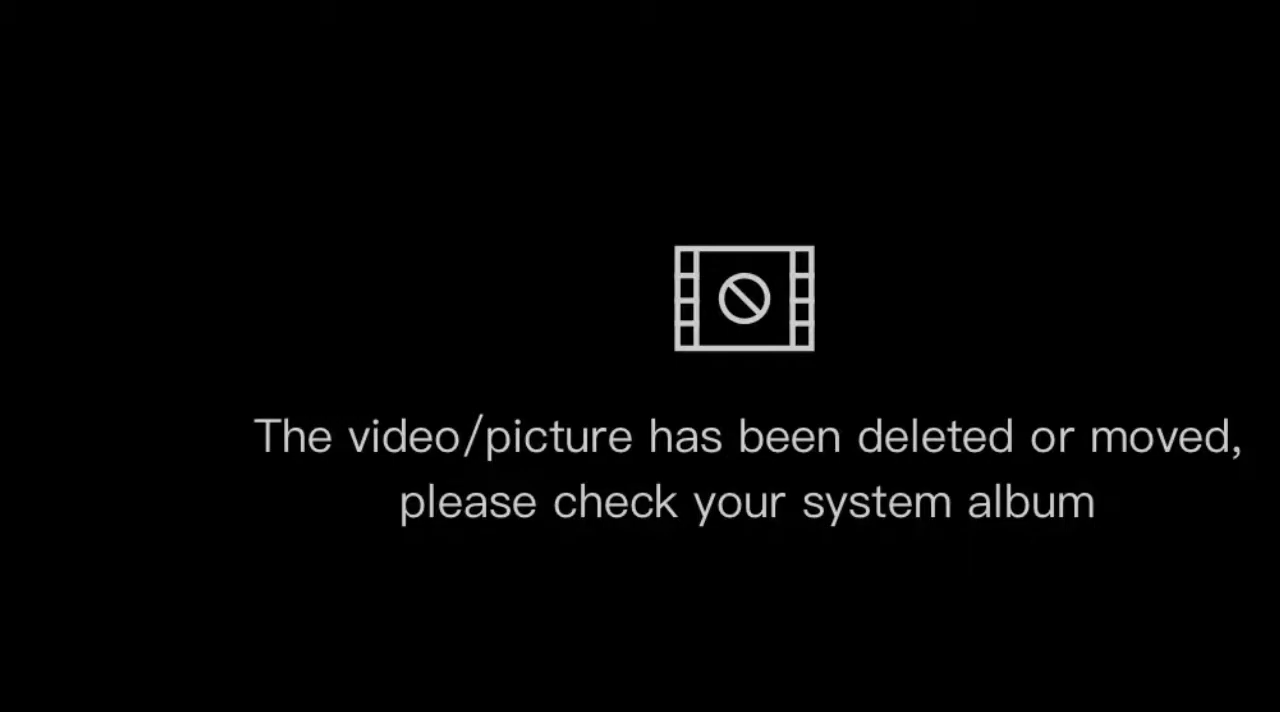 The video/picture has been deleted or moved,
please check your system album